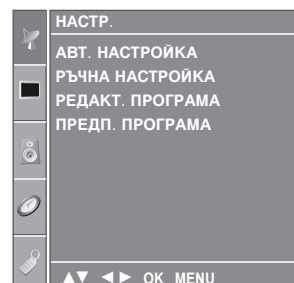 НАСТР.
АВТ. НАСТРОЙКА
РЪЧНА НАСТРОЙКА
РЕДАКТ. ПРОГРАМА
ПРЕДП. ПРОГРАМА
▲▼ ◄► OK MENU